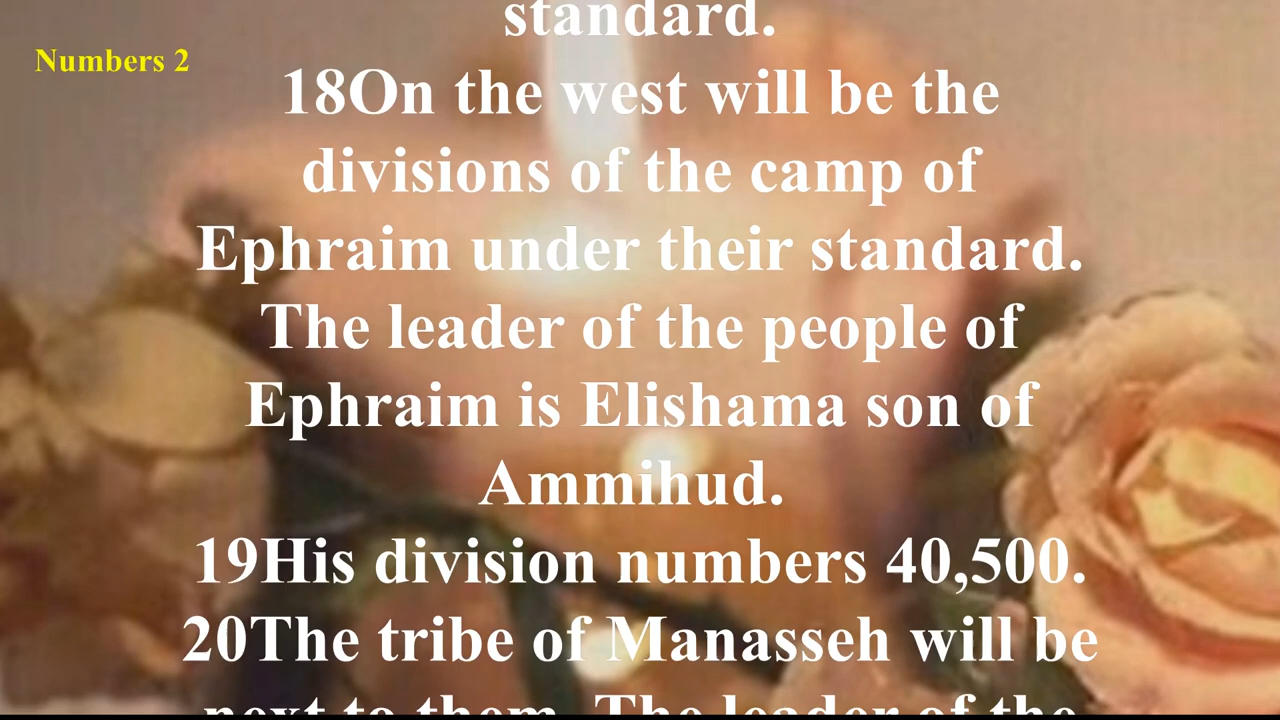 standard.
Numbers 2
18On the west will be the
divisions of the camp of
Ephraim under their standard.
The leader of the people of
Ephraim is Elishama son of
Ammihud.
19His division numbers 40,500.
20The tribe of Manasseh will be
next to them. The leader of the